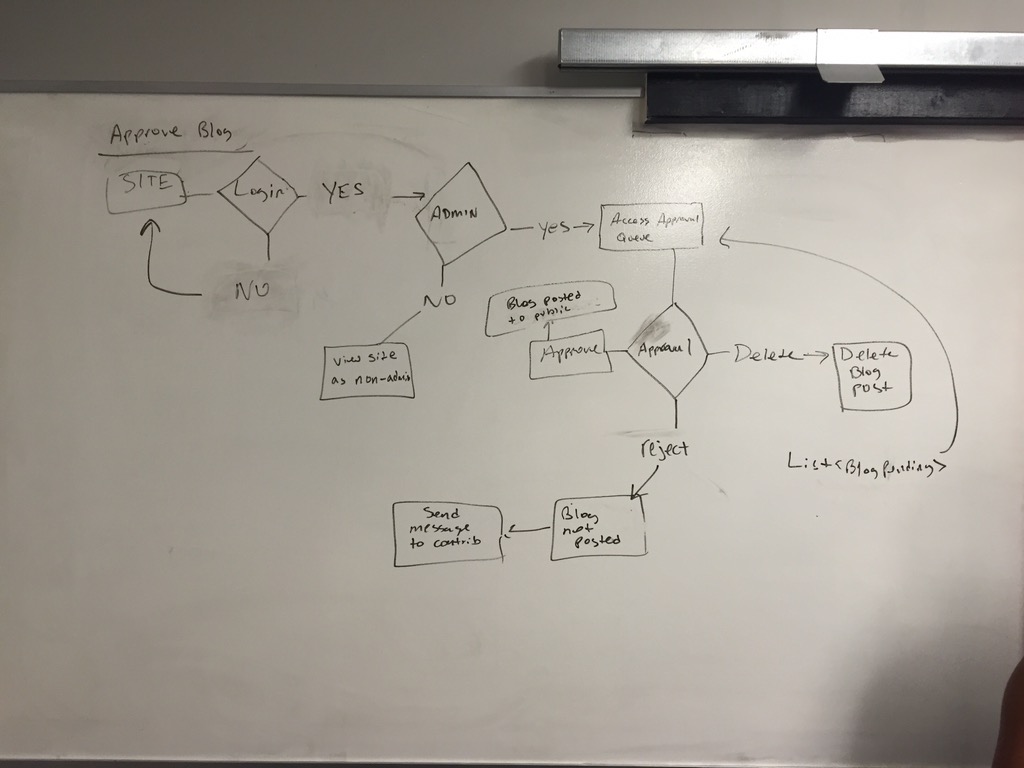 Approve Blog
SITE
Login
YES
NO
ADMIN
YES
NO
View site
as non-admin
Access Approval
Queue
Blog posted
to public
Approve
Approval
Delete
Delete
Blog
post
reject
List<BlogPending>
Blog
not
posted
Send
message
to contrib